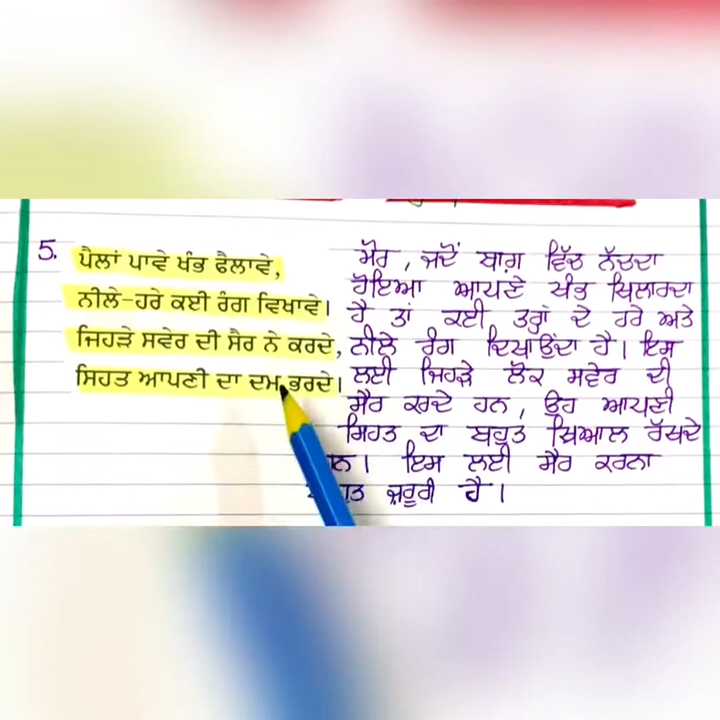 5.
ਪੈਲਾਂ ਪਾਵੇ ਖੰਭ ਫੈਲਾਵੇ,
ਨੀਲੇ-ਹਰੇ ਕਈ ਰੰਗ ਵਿਖਾਵੇ।
ਜਿਹੜੇ ਸਵੇਰ ਦੀ ਸੈਰ ਨੇ ਕਰਦੇ,
ਸਿਹਤ ਆਪਣੀ ਦਾ ਦਮ ਭਰਦੇ।
ਮੋਰ, ਜਦੋਂ ਬਾਗ਼ ਵਿੱਚ ਨੱਚਦਾ
ਹੋਇਆ ਆਪਣੇ ਖੰਭ ਖਿਲਾਰਦਾ
ਹੈ ਤਾਂ ਕਈ ਤਰ੍ਹਾਂ ਦੇ ਹਰੇ ਅਤੇ
ਨੀਲੇ ਰੰਗ ਦਿਖਾਉਂਦਾ ਹੈ। ਇਸ
ਲਈ ਜਿਹੜੇ ਲੋਕ ਸਵੇਰ ਦੀ
ਸੈਰ ਕਰਦੇ ਹਨ, ਉਹ ਆਪਣੀ
ਸਿਹਤ ਦਾ ਬਹੁਤ ਖਿਆਲ ਰੱਖਦੇ
ਨ। ਇਸ ਲਈ ਸੈਰ ਕਰਨਾ
ਜ਼ਰੂਰੀ ਹੈ।